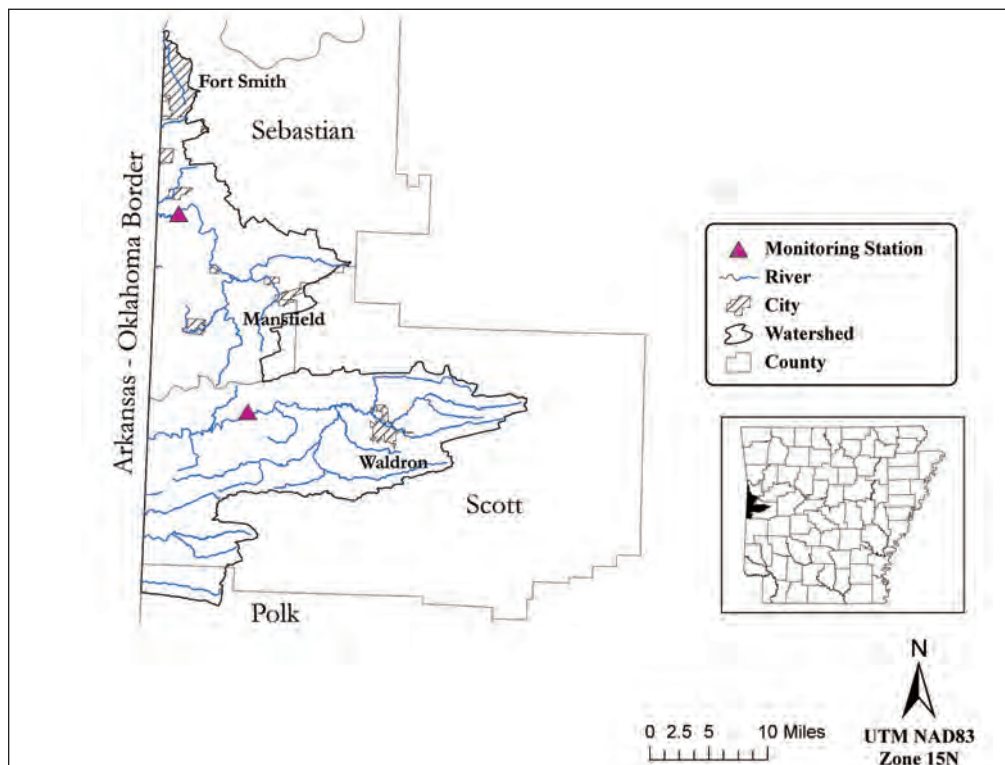 Fort Smith
Sebastian
Arkansas - Oklahoma Border
Mansfield
Waldron
Scott
Polk
Monitoring Station
River
City
Watershed
County
N
0 2.5 5 10 Miles
UTM NAD83
Zone 15N